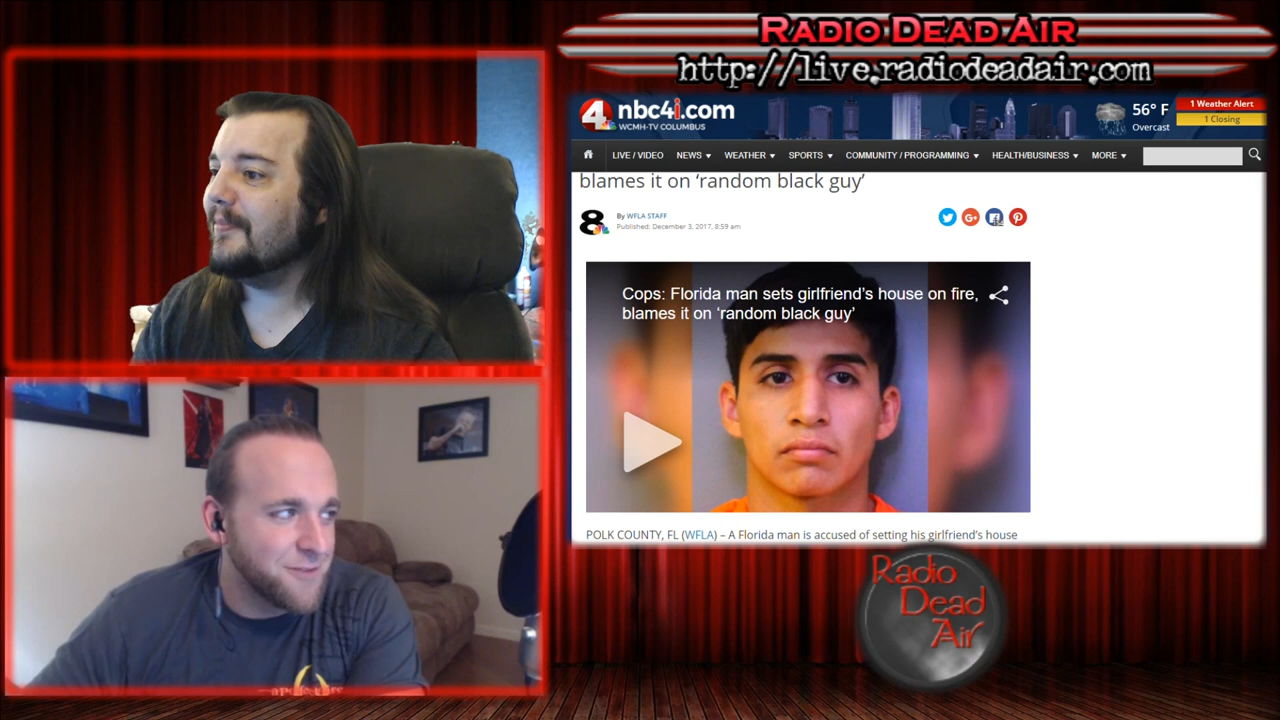 RADIO DEAD AIR
http://live.radiodeadair.com
4 nbc4i.com
WCMH-TV COLUMBUS
56° F
Overcast
1 Weather Alert
1 Closing
LIVE / VIDEO NEWS WEATHER SPORTS COMMUNITY / PROGRAMMING HEALTH/BUSINESS MORE
blames it on ‘random black guy’
8
By WFLA STAFF
Published: December 3, 2017, 8:59 am
Cops: Florida man sets girlfriend’s house on fire,
blames it on ‘random black guy’
POLK COUNTY, FL (WFLA) – A Florida man is accused of setting his girlfriend’s house
Radio
Dead
Air